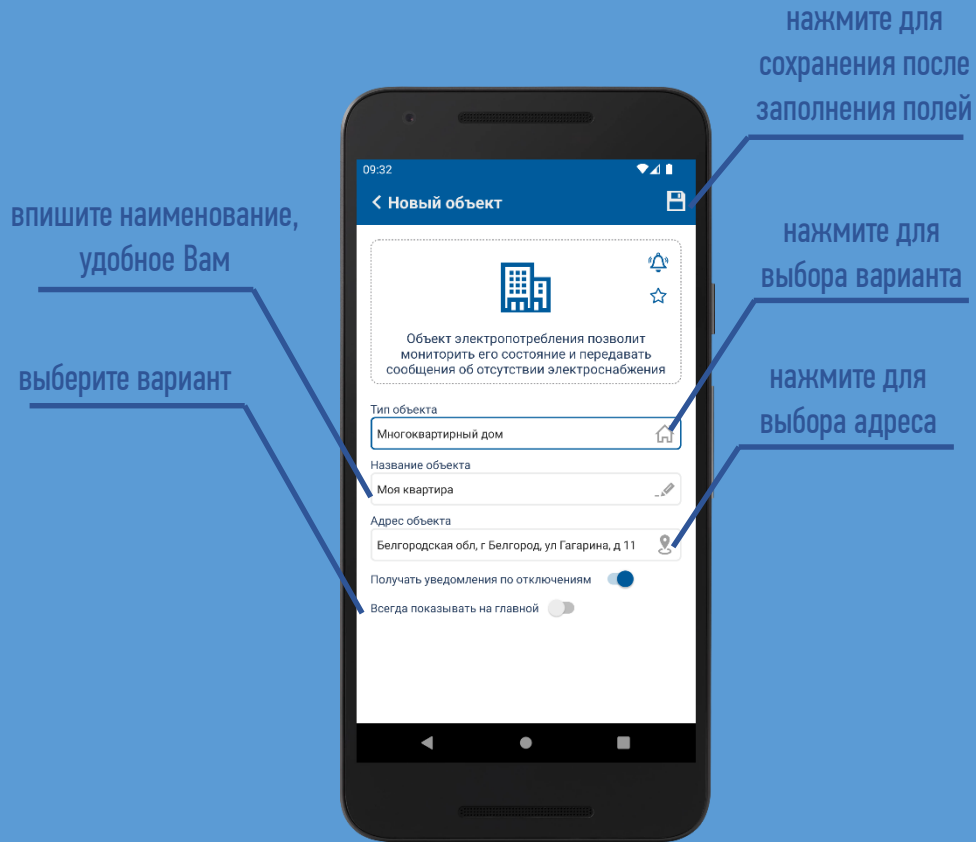 нажмите для
сохранения после
заполнения полей
впишите наименование,
удобное Вам
выберите вариант
нажмите для
выбора варианта
нажмите для
выбора адреса
09:32
Новый объект
Объект электропотребления позволит
мониторить его состояние и передавать
сообщения об отсутствии электроснабжения
Тип объекта
Многоквартирный дом
Название объекта
Моя квартира
Адрес объекта
Белгородская обл, г Белгород, ул Гагарина, д 11
Получать уведомления по отключениям
Всегда показывать на главной